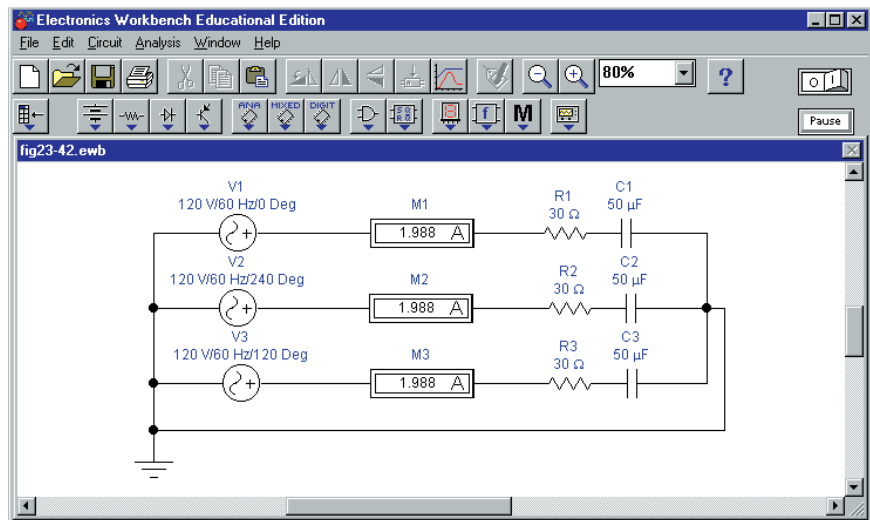 Electronics Workbench Educational Edition
File Edit Circuit Analysis Window Help
80%
?
ANA MIXED DIGIT
M
Pause
fig23-42.ewb
V1
120 V/60 Hz/0 Deg
M1
1.988 A
R1
30 Ω
C1
50 µF
V2
120 V/60 Hz/240 Deg
M2
1.988 A
R2
30 Ω
C2
50 µF
V3
120 V/60 Hz/120 Deg
M3
1.988 A
R3
30 Ω
C3
50 µF